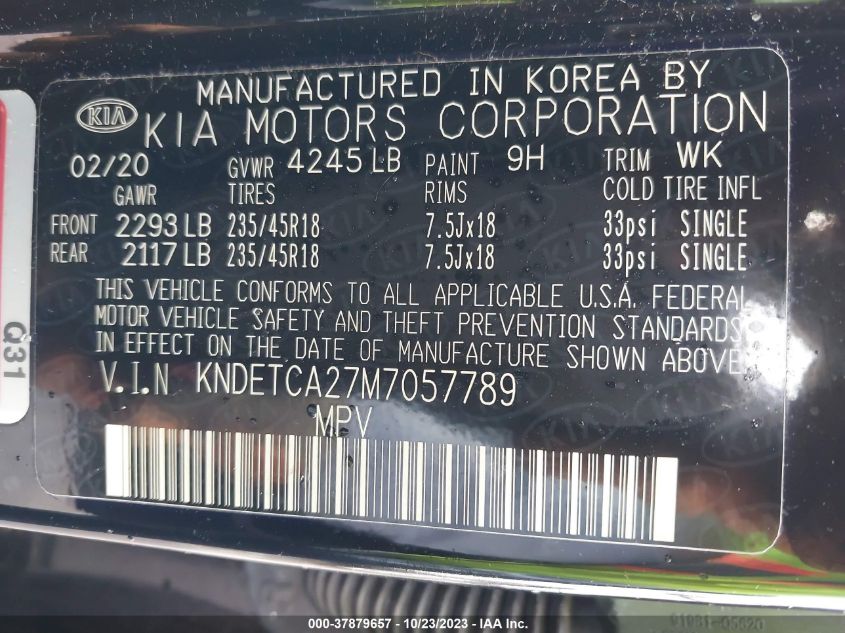 MANUFACTURED IN KOREA BY
KIA
KIA MOTORS CORPORATION
02/20 GVWR 4245 LB PAINT 9H TRIM WK
GAWR TIRES RIMS COLD TIRE INFL
FRONT 2293 LB 235/45R18 7.5Jx18 33psi SINGLE
REAR 2117 LB 235/45R18 7.5Jx18 33psi SINGLE
THIS VEHICLE CONFORMS TO ALL APPLICABLE U.S.A. FEDERAL
MOTOR VEHICLE SAFETY AND THEFT PREVENTION STANDARDS
IN EFFECT ON THE DATE OF MANUFACTURE SHOWN ABOVE.
V.I.N KNDETCA27M7057789
MPV
Q31
91981-05620
000-37879657 | 10/23/2023 - IAA Inc.